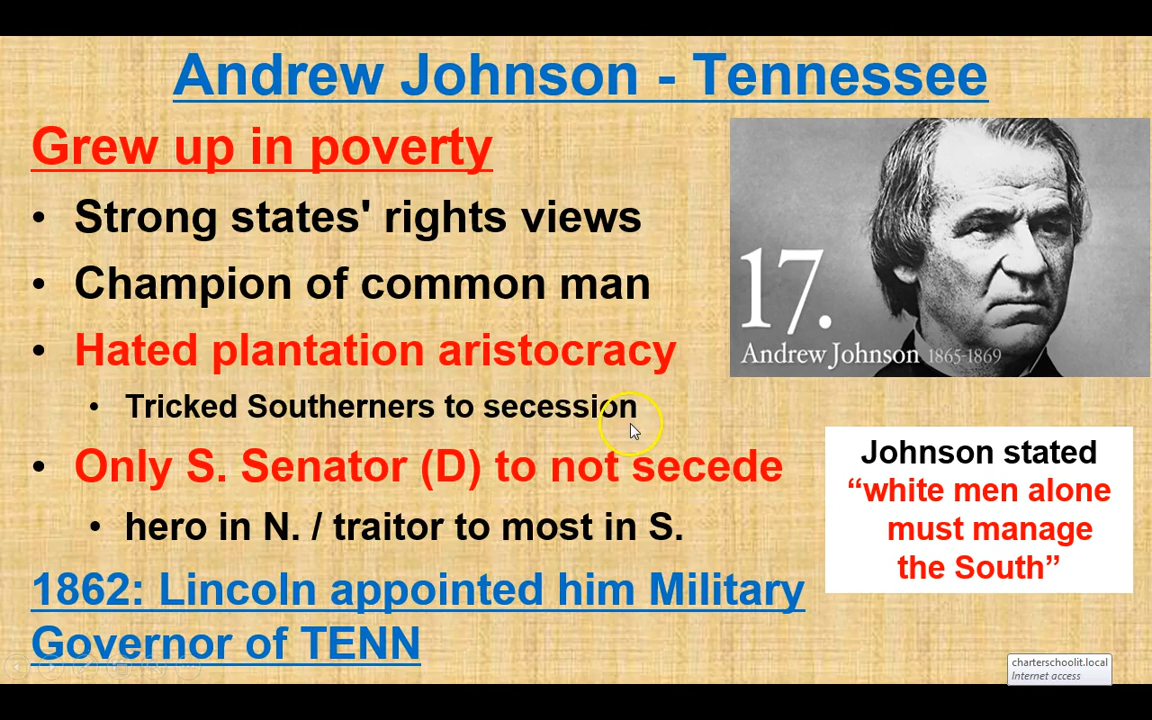 Andrew Johnson - Tennessee
Grew up in poverty
• Strong states' rights views
• Champion of common man
• Hated plantation aristocracy
• Tricked Southerners to secession
• Only S. Senator (D) to not secede
• hero in N. / traitor to most in S.
1862: Lincoln appointed him Military
Governor of TENN
17.
Andrew Johnson 1865-1869
Johnson stated
“white men alone
must manage
the South”
charterschoolit.local
Internet access